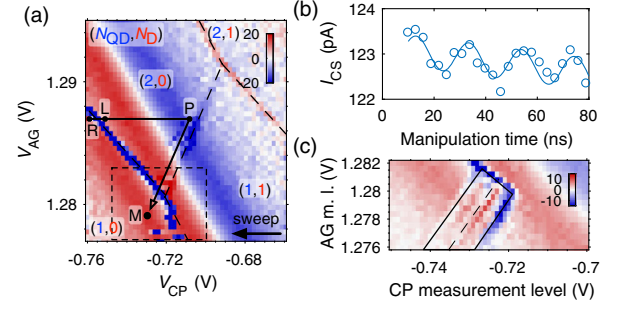 (a)
(N_QD,N_D)
(2,1)
20
0
-20
(2,0)
L
P
R
(1,1)
M
(1,0)
sweep
1.29
1.28
V_AG (V)
-0.76
-0.72
-0.68
V_CP (V)
(b)
124
123
122
I_CS (pA)
0
20
40
60
80
Manipulation time (ns)
(c)
1.282
1.28
1.278
1.276
AG m. l. (V)
10
0
-10
-0.74
-0.72
-0.7
CP measurement level (V)